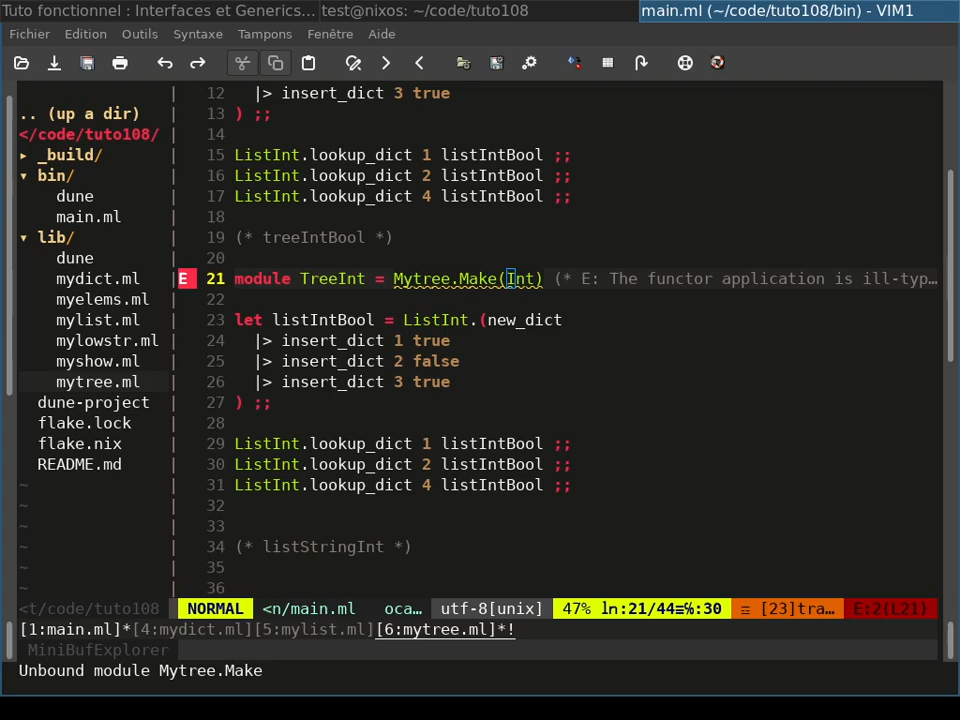 Tuto fonctionnel : Interfaces et Generics... test@nixos: ~/code/tuto108 main.ml (~/code/tuto108/bin) - VIM1
Fichier Edition Outils Syntaxe Tampons Fenêtre Aide
12 |> insert_dict 3 true
.. (up a dir) 13 ) ;;
</code/tuto108/ 14
▸ _build/ 15 ListInt.lookup_dict 1 listIntBool ;;
▾ bin/ 16 ListInt.lookup_dict 2 listIntBool ;;
dune 17 ListInt.lookup_dict 4 listIntBool ;;
main.ml 18
▾ lib/ 19 (* treeIntBool *)
dune 20
mydict.ml E 21 module TreeInt = Mytree.Make(Int) (* E: The functor application is ill-typ…
myelems.ml 22
mylist.ml 23 let listIntBool = ListInt.(new_dict
mylowstr.ml 24 |> insert_dict 1 true
myshow.ml 25 |> insert_dict 2 false
mytree.ml 26 |> insert_dict 3 true
dune-project 27 ) ;;
flake.lock 28
flake.nix 29 ListInt.lookup_dict 1 listIntBool ;;
README.md 30 ListInt.lookup_dict 2 listIntBool ;;
~ 31 ListInt.lookup_dict 4 listIntBool ;;
~ 32
~ 33
~ 34 (* listStringInt *)
~ 35
~ 36
<t/code/tuto108 NORMAL <n/main.ml oca… utf-8[unix] 47% ln:21/44≡℅:30 ☲ [23]tra… E:2(L21)
[1:main.ml]*[4:mydict.ml][5:mylist.ml][6:mytree.ml]*!
MiniBufExplorer
Unbound module Mytree.Make